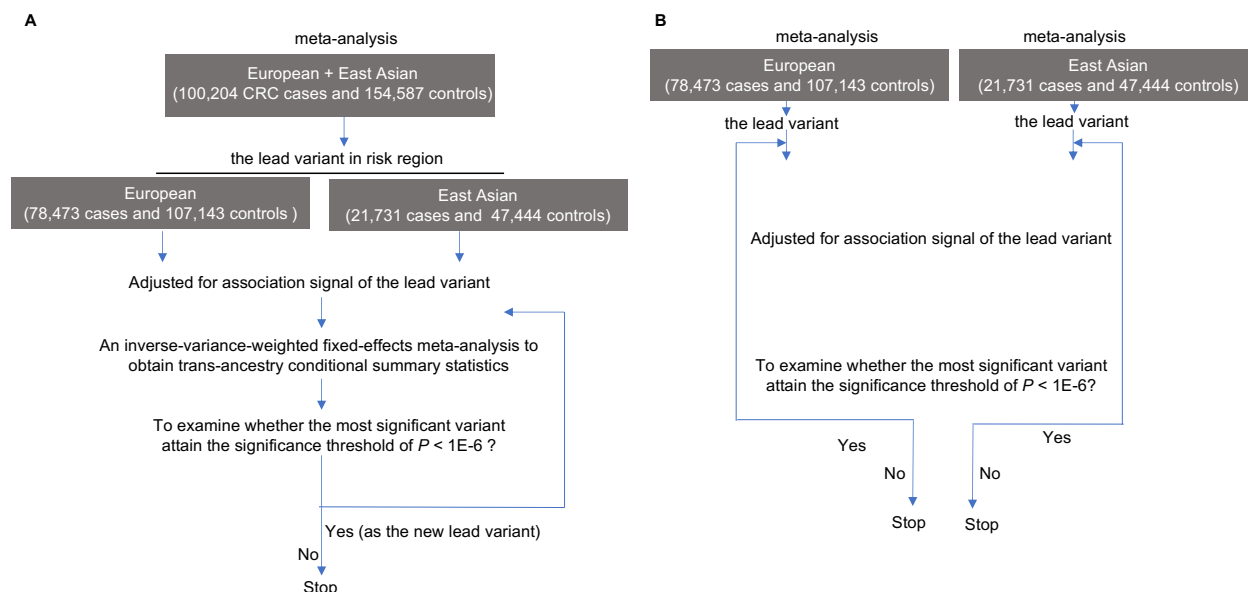 A
meta-analysis
European + East Asian
(100,204 CRC cases and 154,587 controls)
the lead variant in risk region
European
(78,473 cases and 107,143 controls )
East Asian
(21,731 cases and 47,444 controls)
Adjusted for association signal of the lead variant
An inverse-variance-weighted fixed-effects meta-analysis to
obtain trans-ancestry conditional summary statistics
To examine whether the most significant variant
attain the significance threshold of P < 1E-6 ?
Yes (as the new lead variant)
No
Stop
B
meta-analysis
European
(78,473 cases and 107,143 controls)
the lead variant
meta-analysis
East Asian
(21,731 cases and 47,444 controls)
the lead variant
Adjusted for association signal of the lead variant
To examine whether the most significant variant
attain the significance threshold of P < 1E-6?
Yes
No
Stop
Yes
No
Stop